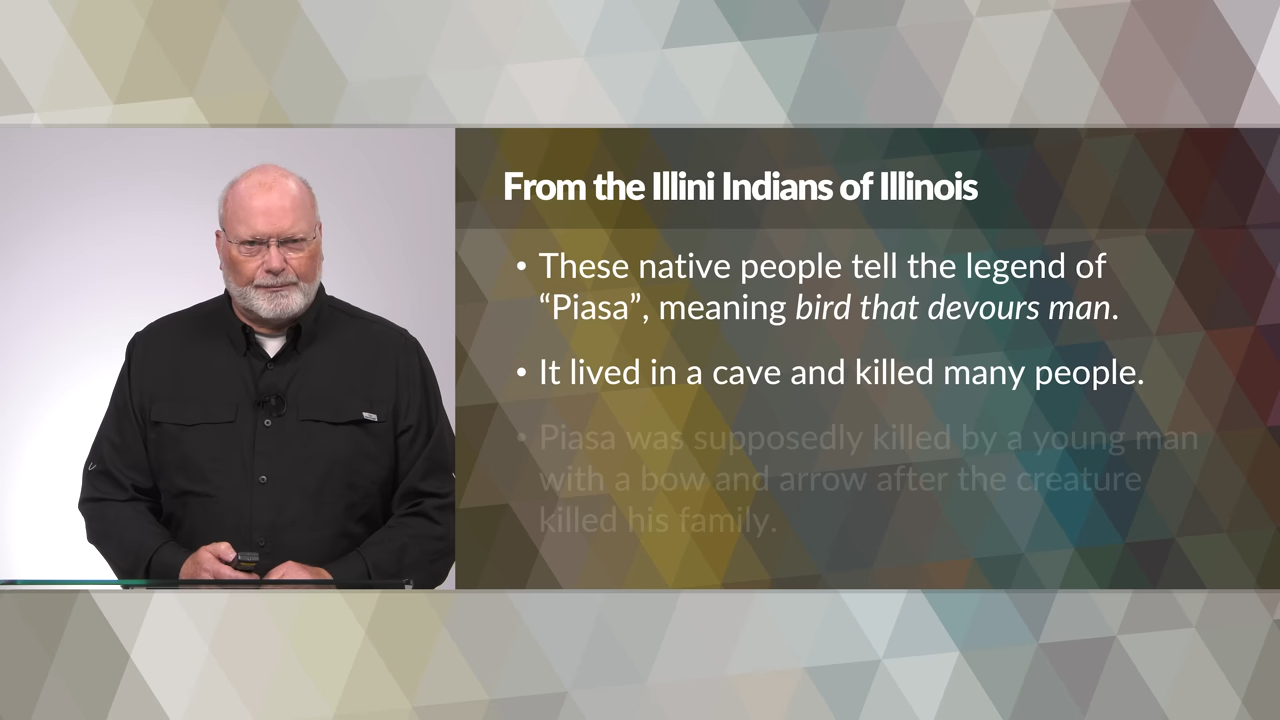 From the Illini Indians of Illinois
• These native people tell the legend of
“Piasa”, meaning bird that devours man.
• It lived in a cave and killed many people.
• Piasa was supposedly killed by a young man
with a bow and arrow after the creature
killed his family.